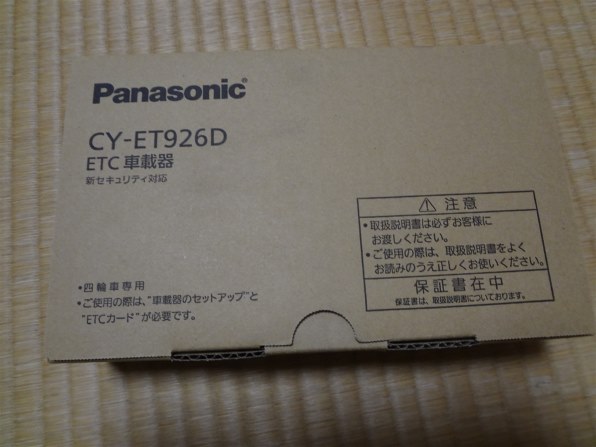 Panasonic®
CY-ET926D
ETC 車載器
新セキュリティ対応
⚠ 注意
•取扱説明書は必ずお客様に
お渡しください。
•ご使用の際は、取扱説明書をよく
お読みのうえ正しくお使いください。
保証書在中
保証書は、取扱説明書についております。
•四輪車専用
•ご使用の際は、“車載器のセットアップ”と
“ETCカード”が必要です。